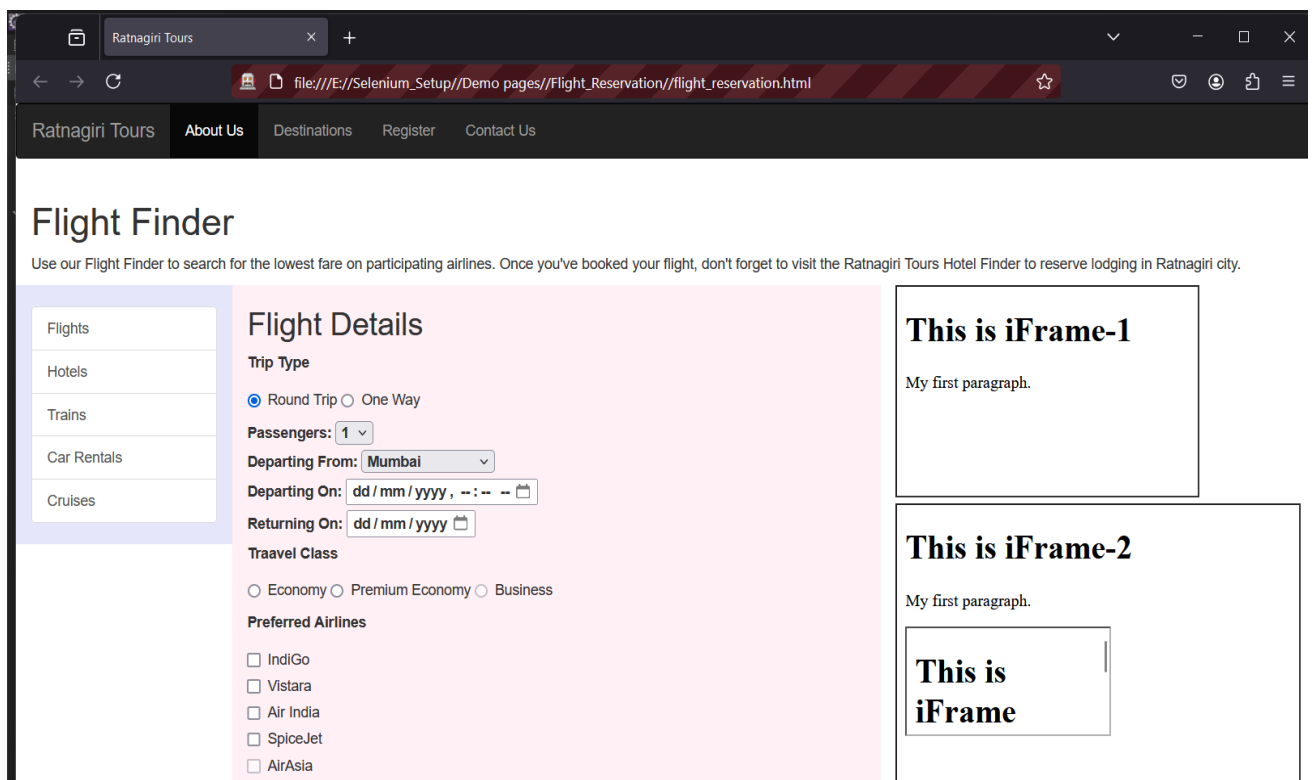 Ratnagiri Tours
file:///E://Selenium_Setup//Demo pages//Flight_Reservation//flight_reservation.html
Ratnagiri Tours About Us Destinations Register Contact Us
Flight Finder
Use our Flight Finder to search for the lowest fare on participating airlines. Once you've booked your flight, don't forget to visit the Ratnagiri Tours Hotel Finder to reserve lodging in Ratnagiri city.
Flights
Hotels
Trains
Car Rentals
Cruises
Flight Details
Trip Type
Round Trip One Way
Passengers: 1
Departing From: Mumbai
Departing On: dd/mm/yyyy, --:-- --
Returning On: dd/mm/yyyy
Traavel Class
Economy Premium Economy Business
Preferred Airlines
IndiGo
Vistara
Air India
SpiceJet
AirAsia
This is iFrame-1
My first paragraph.
This is iFrame-2
My first paragraph.
This is
iFrame